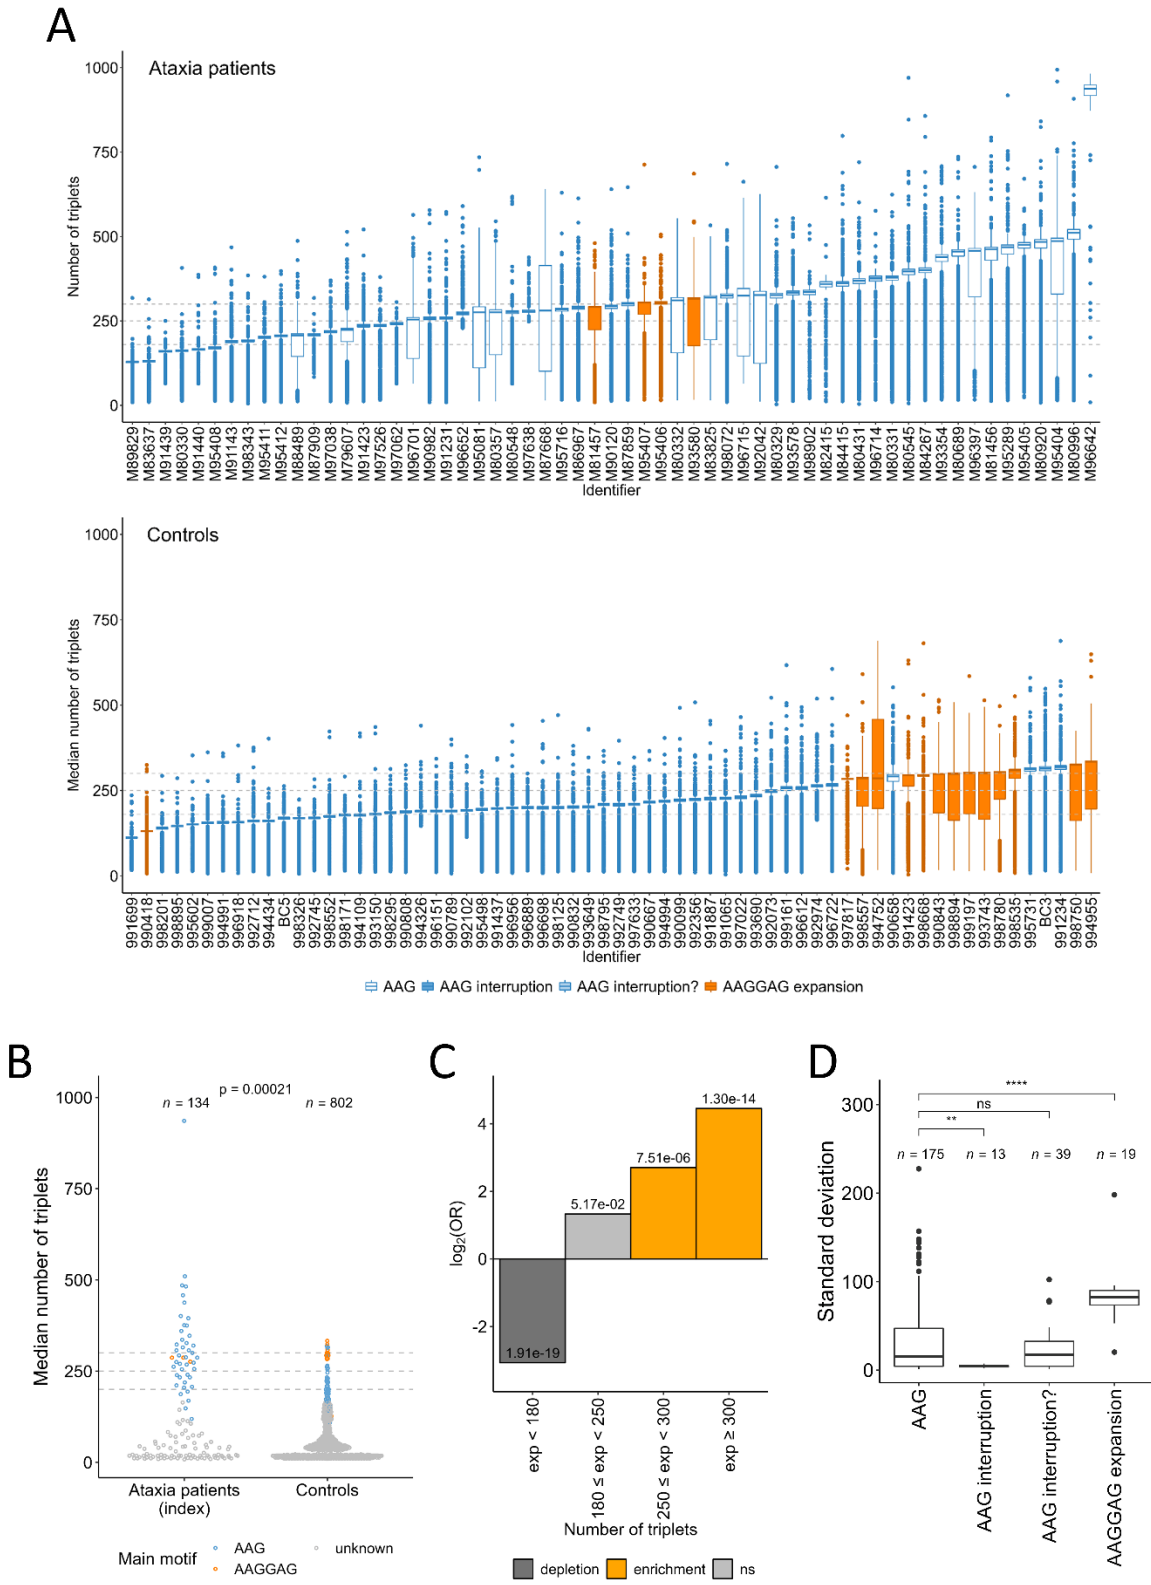 A
Ataxia patients
Number of triplets
1000
750
500
250
0
M89829 M83637 M91439 M80330 M91440 M95408 M91143 M98343 M95411 M95412 M88489 M87909 M97038 M79607 M91423 M97526 M97062 M96701 M90982 M91231 M96652 M95081 M80357 M80548 M97638 M87668 M95716 M86967 M81457 M90120 M87859 M95407 M95406 M80332 M93580 M83825 M98072 M96715 M92042 M80329 M93578 M98902 M82415 M84415 M80431 M96714 M80331 M80545 M84267 M93354 M80689 M96397 M81456 M95289 M95405 M80920 M95404 M80996 M96642
Identifier
Controls
Median number of triplets
1000
750
500
250
0
991699 990418 998201 998895 995602 999007 994991 996918 992712 994434 BC5 998326 992745 998552 998171 994109 993150 998295 990808 994326 996151 990789 992102 995498 991437 996956 996889 996698 998125 990832 993649 998795 992749 997633 990667 994994 990099 992356 991887 991065 997022 993690 992073 999161 996612 992974 996722 997817 998557 994752 990658 991423 998668 990843 998894 999197 993743 998780 998535 995731 BC3 991234 998750 994955
Identifier
AAG AAG interruption AAG interruption? AAGGAG expansion
B
p = 0.00021
n = 134 n = 802
Median number of triplets
1000
750
500
250
0
Ataxia patients (index) Controls
Main motif AAG unknown
AAGGAG
C
log2(OR)
4
2
0
-2
1.91e-19 5.17e-02 7.51e-06 1.30e-14
exp < 180 180 ≤ exp < 250 250 ≤ exp < 300 exp ≥ 300
Number of triplets
depletion enrichment ns
D
Standard deviation
300
200
100
0
****
ns
**
n = 175 n = 13 n = 39 n = 19
AAG AAG interruption AAG interruption? AAGGAG expansion